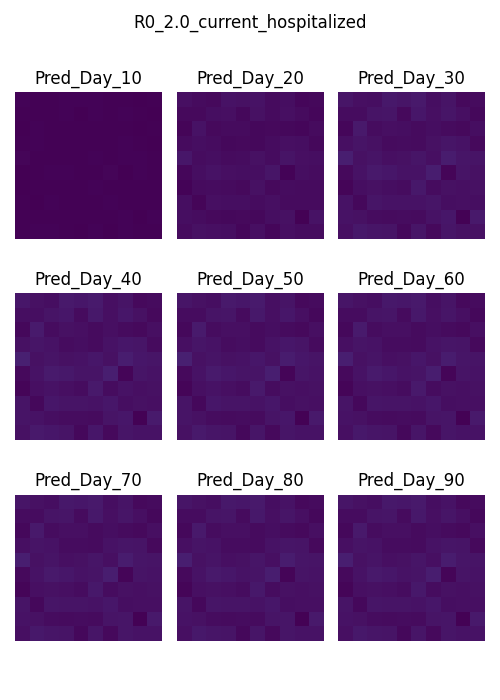 R0_2.0_current_hospitalized
Pred_Day_10 Pred_Day_20 Pred_Day_30
Pred_Day_40 Pred_Day_50 Pred_Day_60
Pred_Day_70 Pred_Day_80 Pred_Day_90